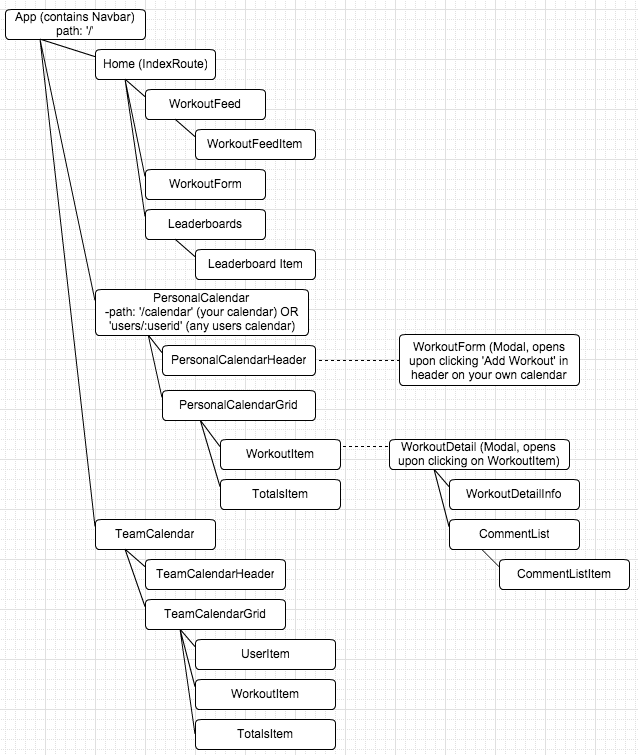 App (contains Navbar)
path: '/'
Home (IndexRoute)
WorkoutFeed
WorkoutFeedItem
WorkoutForm
Leaderboards
Leaderboard Item
PersonalCalendar
-path: '/calendar' (your calendar) OR
'users/:userid' (any users calendar)
PersonalCalendarHeader
WorkoutForm (Modal, opens
upon clicking 'Add Workout' in
header on your own calendar
PersonalCalendarGrid
WorkoutItem
WorkoutDetail (Modal, opens
upon clicking on WorkoutItem)
TotalsItem
WorkoutDetailInfo
TeamCalendar
CommentList
TeamCalendarHeader
CommentListItem
TeamCalendarGrid
UserItem
WorkoutItem
TotalsItem